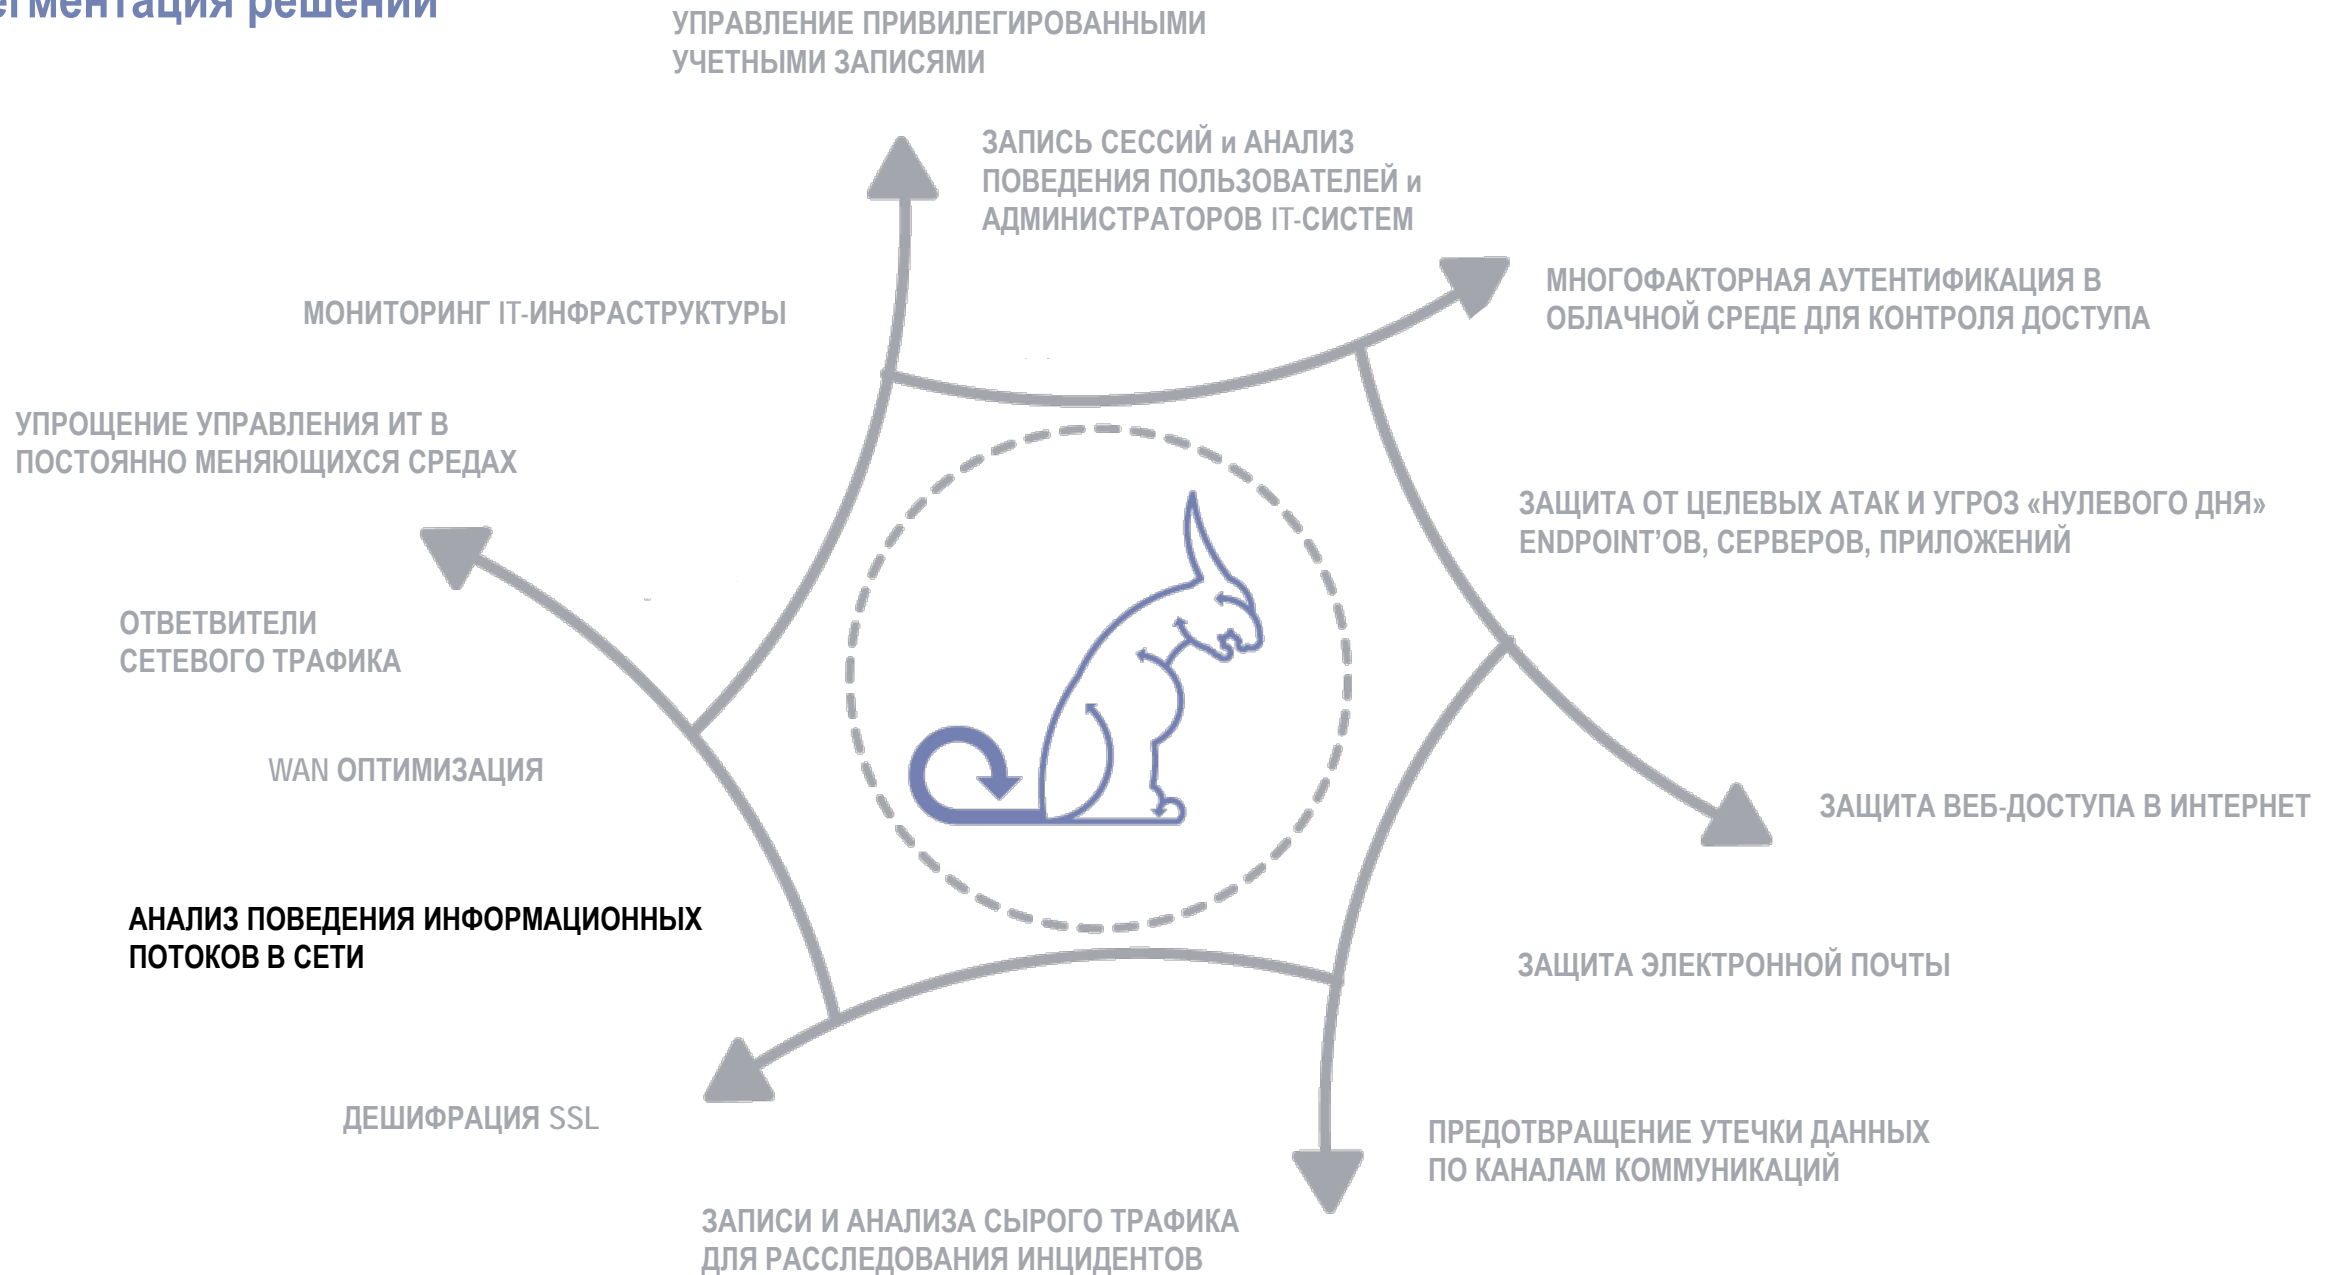 егментация решений
УПРАВЛЕНИЕ ПРИВИЛЕГИРОВАННЫМИ
УЧЕТНЫМИ ЗАПИСЯМИ
ЗАПИСЬ СЕССИЙ и АНАЛИЗ
ПОВЕДЕНИЯ ПОЛЬЗОВАТЕЛЕЙ и
АДМИНИСТРАТОРОВ IT-СИСТЕМ
МНОГОФАКТОРНАЯ АУТЕНТИФИКАЦИЯ В
ОБЛАЧНОЙ СРЕДЕ ДЛЯ КОНТРОЛЯ ДОСТУПА
МОНИТОРИНГ IT-ИНФРАСТРУКТУРЫ
УПРОЩЕНИЕ УПРАВЛЕНИЯ ИТ В
ПОСТОЯННО МЕНЯЮЩИХСЯ СРЕДАХ
ЗАЩИТА ОТ ЦЕЛЕВЫХ АТАК И УГРОЗ «НУЛЕВОГО ДНЯ»
ENDPOINT’ОВ, СЕРВЕРОВ, ПРИЛОЖЕНИЙ
ОТВЕТВИТЕЛИ
СЕТЕВОГО ТРАФИКА
WAN ОПТИМИЗАЦИЯ
ЗАЩИТА ВЕБ-ДОСТУПА В ИНТЕРНЕТ
АНАЛИЗ ПОВЕДЕНИЯ ИНФОРМАЦИОННЫХ
ПОТОКОВ В СЕТИ
ЗАЩИТА ЭЛЕКТРОННОЙ ПОЧТЫ
ДЕШИФРАЦИЯ SSL
ПРЕДОТВРАЩЕНИЕ УТЕЧКИ ДАННЫХ
ПО КАНАЛАМ КОММУНИКАЦИЙ
ЗАПИСИ И АНАЛИЗА СЫРОГО ТРАФИКА
ДЛЯ РАССЛЕДОВАНИЯ ИНЦИДЕНТОВ